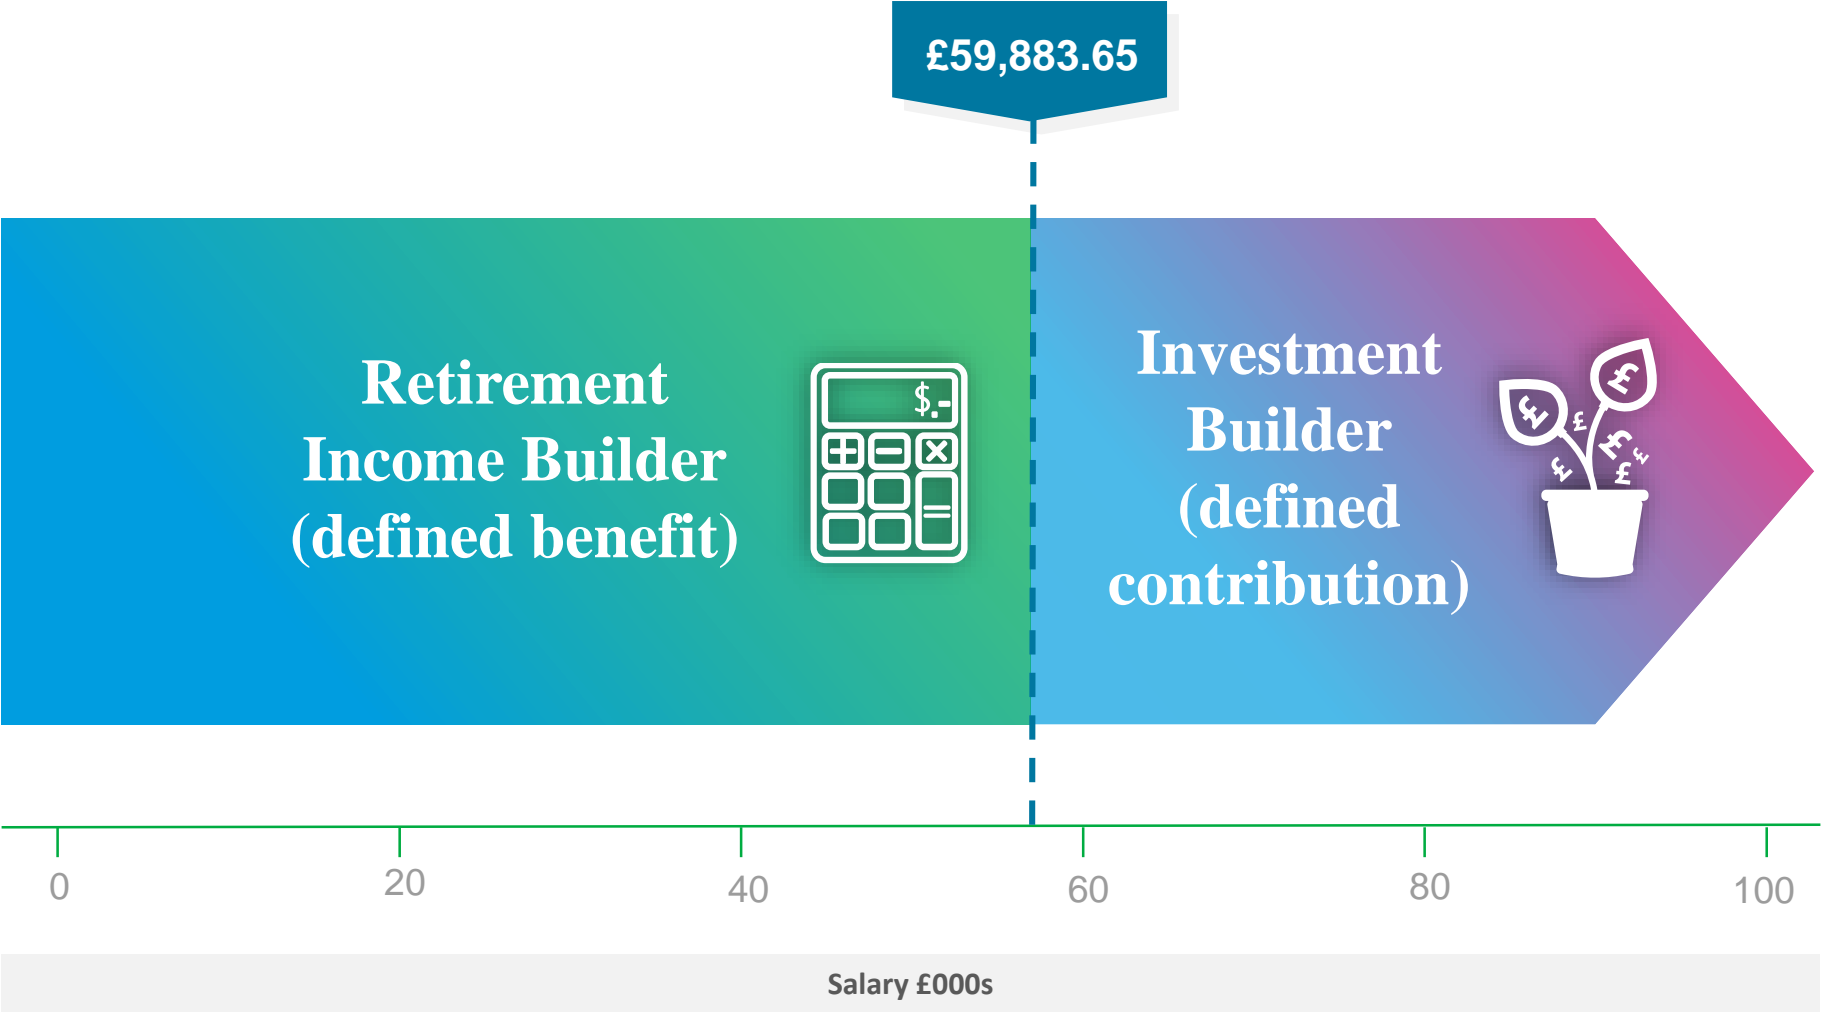 £59,883.65
Retirement
Income Builder
(defined benefit)
$.-
Investment
Builder
(defined
contribution)
£
£
£
£
£
£
£
0
20
40
60
80
100
Salary £000s